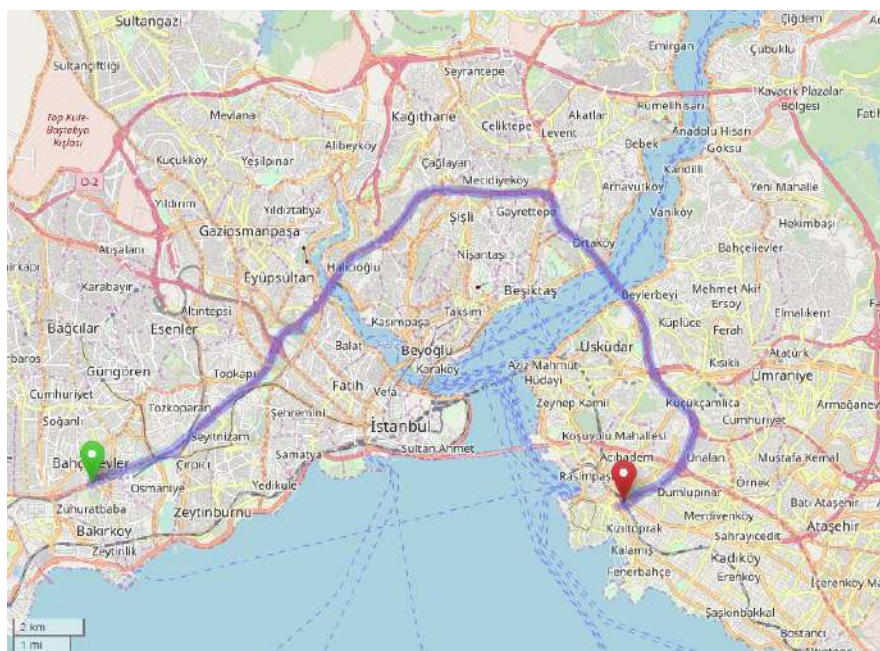 Sultangazi
Emirgan
Çiğdem
Çubuklu
Sultançiftliği
Seyrantepe
Kavacık Plazalar
Bölgesi
Top Kule-
Baştabya
Kışlası
Mevlana
Kağıthane
Akatlar
Rumelihisarı
Fatih
Çeliktepe
Levent
Küçükköy
Yeşilpınar
Alibeyköy
Bebek
Anadolu Hisarı
Göksu
Çağlayan
Mecidiyeköy
Kandilli
O-2
Yıldırım
Yıldıztabya
Şişli
Gayrettepe
Arnavutköy
Yeni Mahalle
Gaziosmanpaşa
Vaniköy
Hekimbaşı
Atışalanı
Nişantaşı
Ortaköy
Bahçelievler
Eyüpsultan
Halıcıoğlu
Karabayır
Beşiktaş
Beylerbeyi
Mehmet Akif
Ersoy
Elmalıkent
Bağcılar
Esenler
Altıntepsi
Kasımpaşa
Taksim
Küplüce
Ferah
Balat
Beyoğlu
Üsküdar
Atatürk
Güngören
Topkapı
Fatih
Karaköy
Aziz Mahmut
Hüdayi
Kısıklı
Ümraniye
Cumhuriyet
Vefa
Tozkoparan
Şehremini
İstanbul
Zeynep Kamil
Küçükçamlıca
Cumhuriyet
Soğanlı
Seyitnizam
Sultan Ahmet
Koşuyolu Mahallesi
Bahçelievler
Çırpıcı
Samatya
Acıbadem
Ünalan
Mustafa Kemal
Osmaniye
Yedikule
Rasimpaşa
Dumlupınar
Örnek
Zuhuratbaba
Zeytinburnu
Batı Ataşehir
Bakırköy
Kızıltoprak
Merdivenköy
Ataşehir
Zeytinlik
Kalamış
Sahrayıcedit
Kadıköy
Fenerbahçe
Erenköy
Şaşkınbakkal
Bostancı
2 km
1 mi